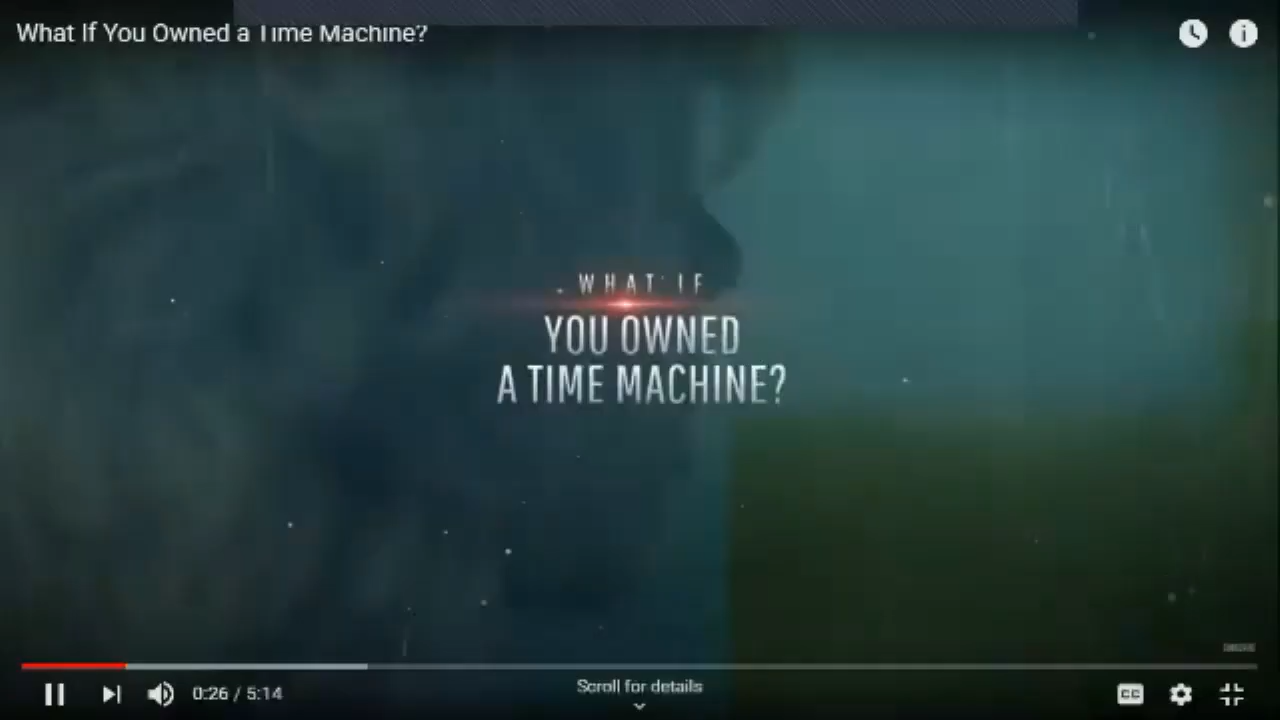 What If You Owned a Time Machine?
WHAT IF
YOU OWNED
A TIME MACHINE?
0:26 / 5:14
Scroll for details
CC